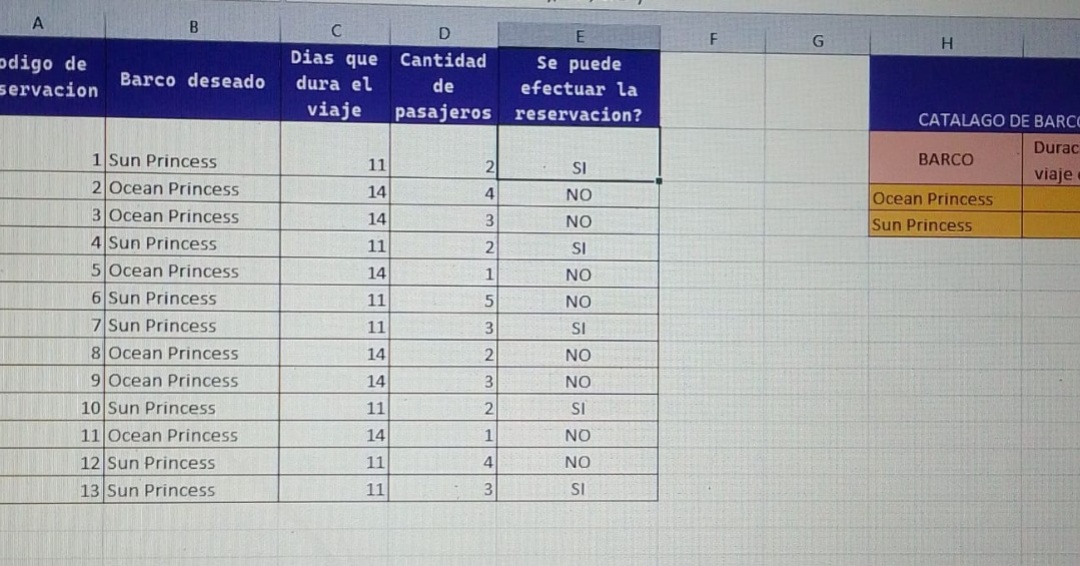 A B C D E F G H
odigo de servacion Barco deseado Dias que dura el viaje Cantidad de pasajeros Se puede efectuar la reservacion?
CATALAGO DE BARC
1 Sun Princess 11 2 SI
BARCO Durac viaje
2 Ocean Princess 14 4 NO
Ocean Princess
3 Ocean Princess 14 3 NO
Sun Princess
4 Sun Princess 11 2 SI
5 Ocean Princess 14 1 NO
6 Sun Princess 11 5 NO
7 Sun Princess 11 3 SI
8 Ocean Princess 14 2 NO
9 Ocean Princess 14 3 NO
10 Sun Princess 11 2 SI
11 Ocean Princess 14 1 NO
12 Sun Princess 11 4 NO
13 Sun Princess 11 3 SI